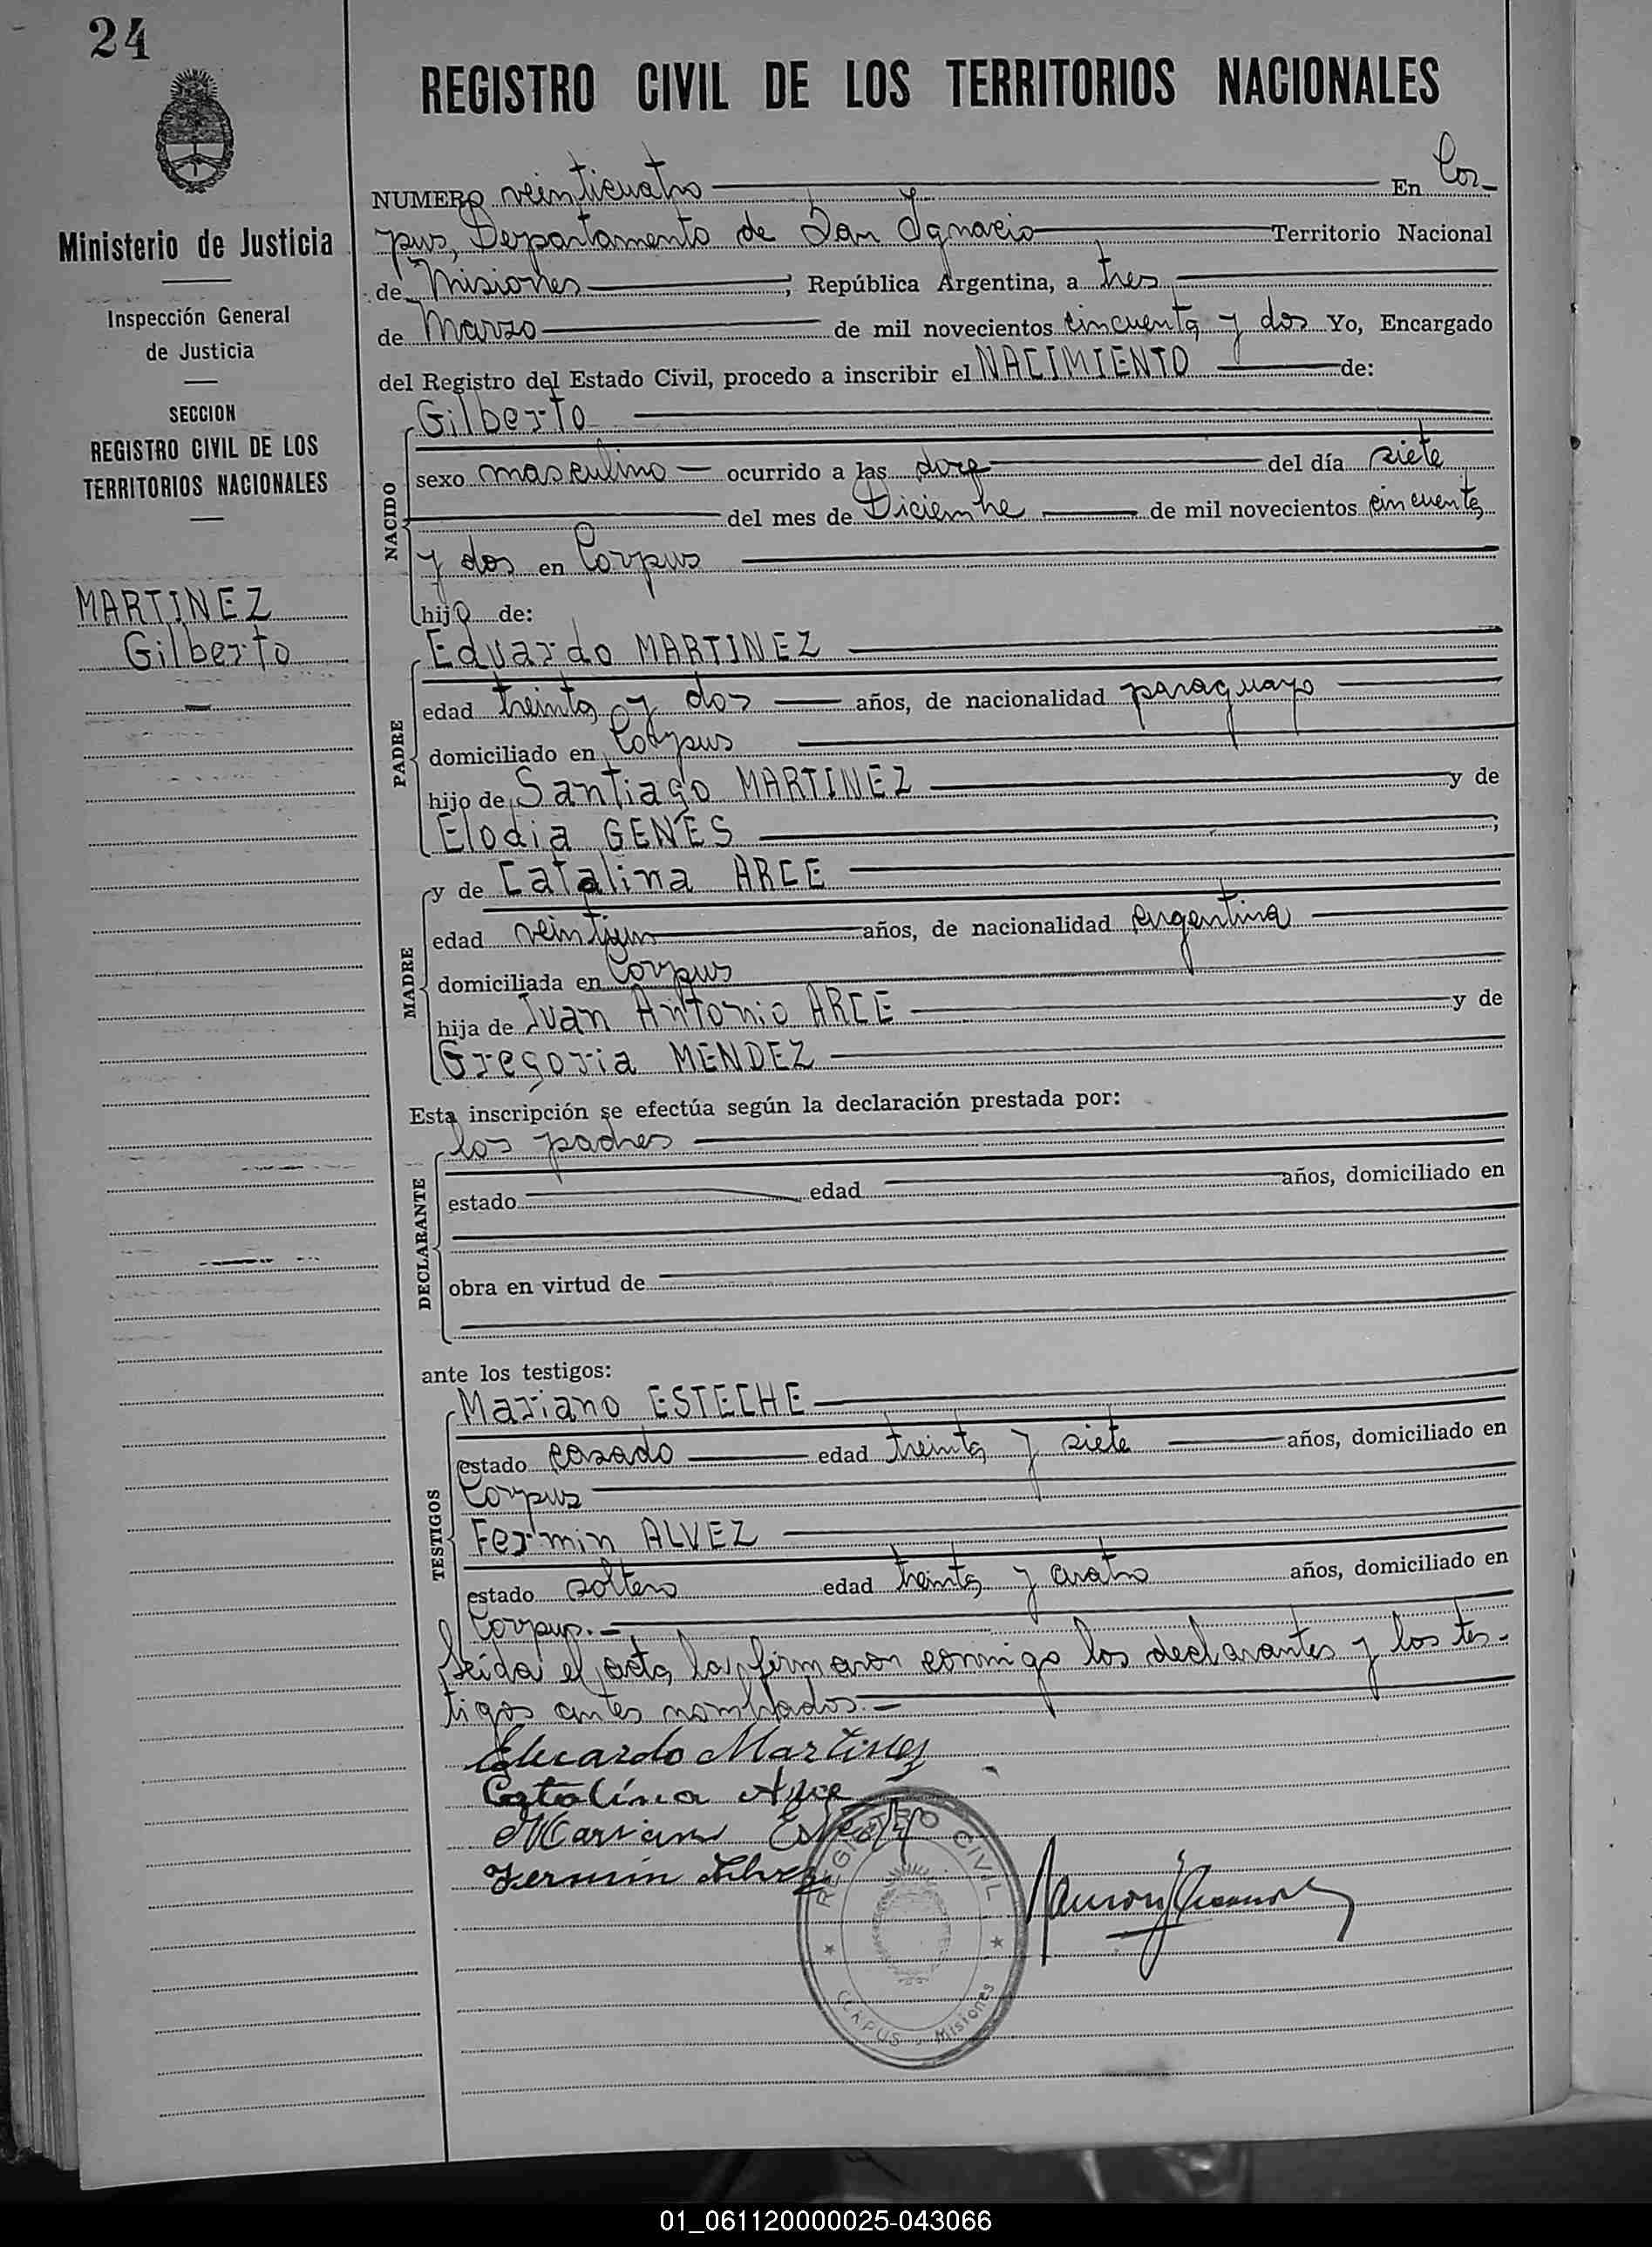 24
REGISTRO CIVIL DE LOS TERRITORIOS NACIONALES
Ministerio de Justicia
Inspección General
de Justicia
SECCION
REGISTRO CIVIL DE LOS
TERRITORIOS NACIONALES
MARTINEZ
Gilberto
NUMERO veinticuatro En Cor-
pus, Departamento de San Ignacio Territorio Nacional
de Misiones; República Argentina, a tres
de Marzo de mil novecientos cincuenta y dos Yo, Encargado
del Registro del Estado Civil, procedo a inscribir el NACIMIENTO de:
NACIDO
Gilberto
sexo masculino ocurrido a las doce del día siete
del mes de Diciembre de mil novecientos cincuenta
y dos en Corpus
hijo de:
PADRE
Eduardo MARTINEZ
edad treinta y dos años, de nacionalidad paraguayo
domiciliado en Corpus
hijo de Santiago MARTINEZ y de
Elodia GENES;
MADRE
y de Catalina ARCE
edad veintiun años, de nacionalidad argentina
domiciliada en Corpus
hija de Juan Antonio ARCE y de
Gregoria MENDEZ
Esta inscripción se efectúa según la declaración prestada por:
DECLARANTE
los padres
estado edad años, domiciliado en
obra en virtud de
ante los testigos:
TESTIGOS
Mariano ESTECHE
estado casado edad treinta y siete años, domiciliado en
Corpus
Fermin ALVEZ
estado soltero edad treinta y cuatro años, domiciliado en
Corpus.-
Leida el acta, la firmaron conmigo los declarantes y los tes-
tigos antes nombrados.-
Eduardo Martinez
Catalina Arce
Mariano
Fermin Alvez
REGISTRO CIVIL
CORPUS Misiones
01_061120000025-043066